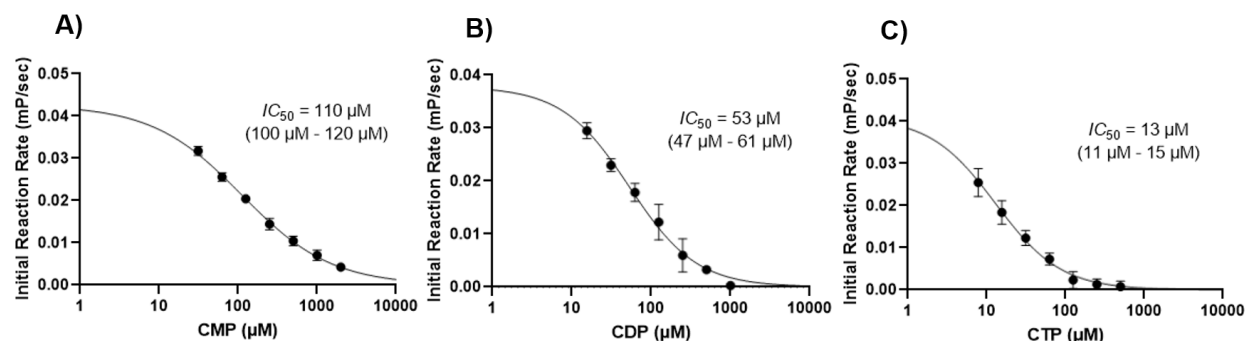 A)
Initial Reaction Rate (mP/sec)
0.05
0.04
0.03
0.02
0.01
0.00
IC50 = 110 µM
(100 µM - 120 µM)
1 10 100 1000 10000
CMP (µM)
B)
Initial Reaction Rate (mP/sec)
0.04
0.03
0.02
0.01
0.00
IC50 = 53 µM
(47 µM - 61 µM)
1 10 100 1000 10000
CDP (µM)
C)
Initial Reaction Rate (mP/sec)
0.05
0.04
0.03
0.02
0.01
0.00
IC50 = 13 µM
(11 µM - 15 µM)
1 10 100 1000 10000
CTP (µM)